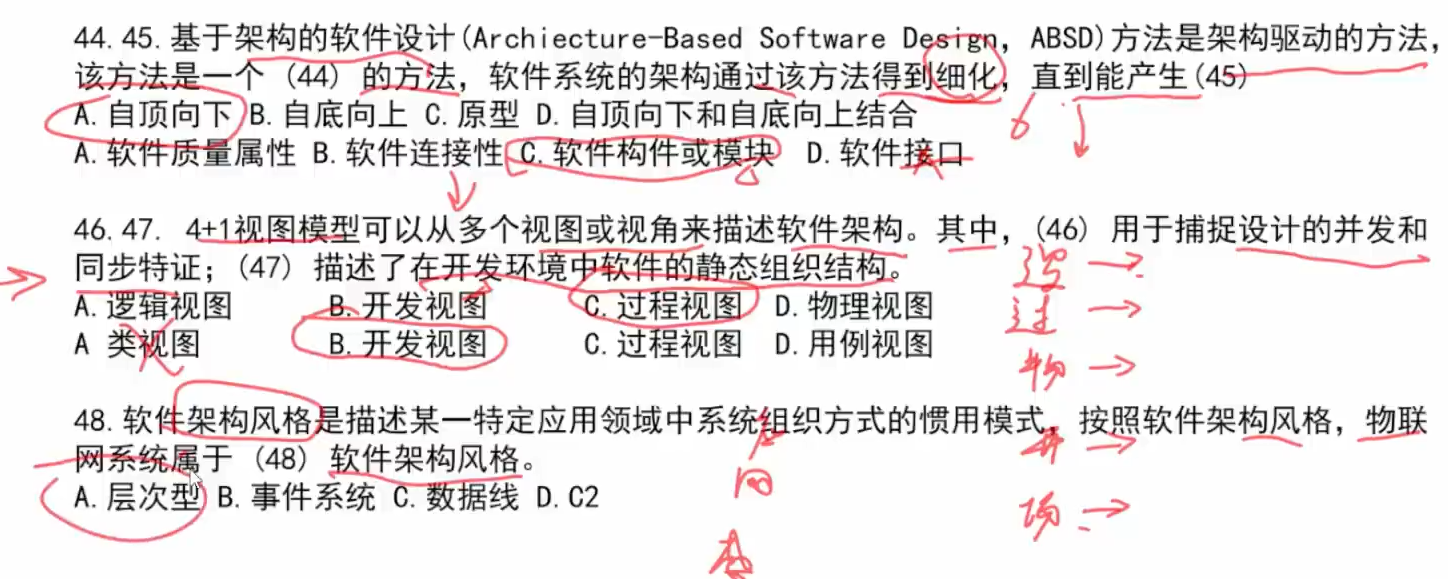 44.45.基于架构的软件设计(Archiecture-Based Software Design, ABSD)方法是架构驱动的方法,
该方法是一个 (44) 的方法, 软件系统的架构通过该方法得到细化, 直到能产生(45)
A.自顶向下 B.自底向上 C.原型 D.自顶向下和自底向上结合
A.软件质量属性 B.软件连接性 C.软件构件或模块 D.软件接口
46.47. 4+1视图模型可以从多个视图或视角来描述软件架构。其中, (46) 用于捕捉设计的并发和
同步特证; (47) 描述了在开发环境中软件的静态组织结构。
逻
A.逻辑视图 B.开发视图 C.过程视图 D.物理视图
过
A 类视图 B.开发视图 C.过程视图 D.用例视图
物
48.软件架构风格是描述某一特定应用领域中系统组织方式的惯用模式, 按照软件架构风格, 物联
网系统属于 (48) 软件架构风格。
A.层次型 B.事件系统 C.数据线 D.C2
网
场